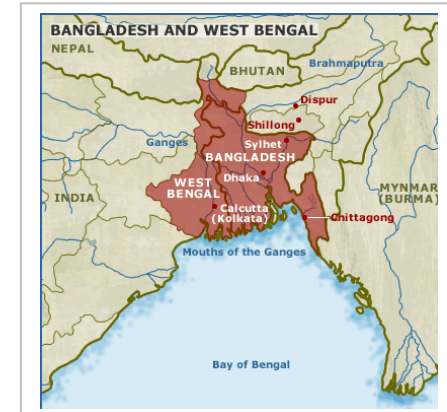 BANGLADESH AND WEST BENGAL
NEPAL
BHUTAN
Brahmaputra
Dispur
Shillong
Ganges
Sylhet
BANGLADESH
Dhaka
WEST
BENGAL
INDIA
MYNMAR
(BURMA)
Calcutta
(Kolkata)
Chittagong
Mouths of the Ganges
Bay of Bengal